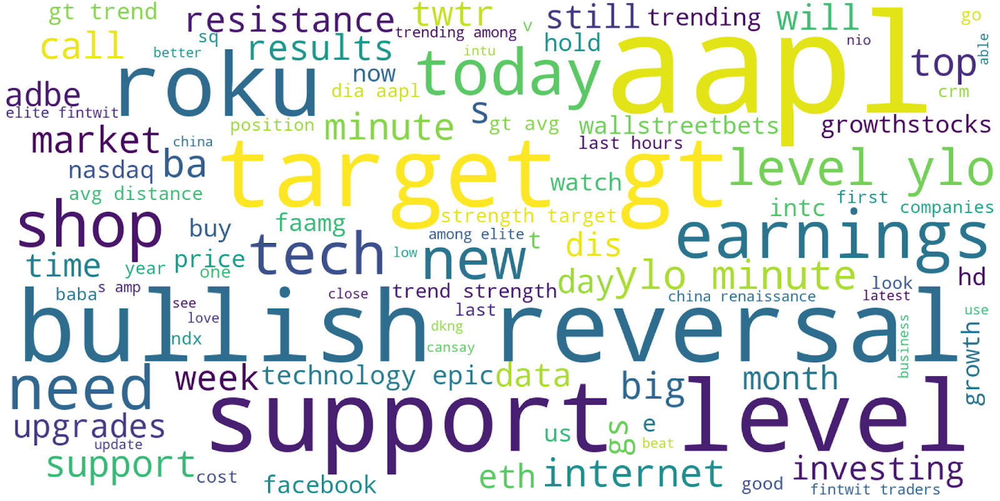 gt trend
resistance
twtr
still
trending
will
aapl
go
call
sq
results
trending among
v
hold
nio
top
able
better
roku
now
intu
today
adbe
dia aapl
s
crm
elite fintwit
position
minute
gt avg
wallstreetbets
growthstocks
market
china
last hours
nasdaq
ba
target gt
watch
level ylo
avg distance
shop
buy
faamg
strength target
intc
first
companies
earnings
tech
among elite
t
dis
time
year
price
one
low
new
day
ylo minute
look
hd
baba
s amp
see
love
close
trend strength
last
china renaissance
latest
use
bullish reversal
ndx
dkng
cansay
business
growth
need
week
technology
epic
data
big
month
upgrades
update
support level
us
gs
e
beat
support
cost
facebook
eth
internet
good
investing
fintwit traders